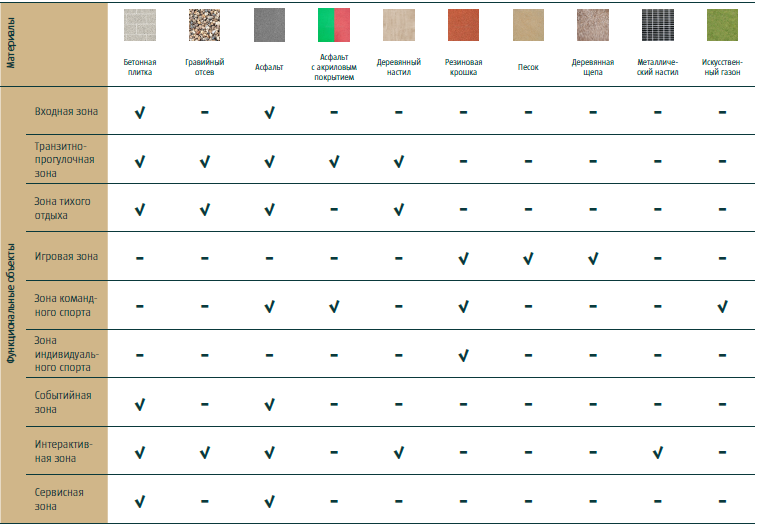 Материалы
Бетонная
плитка
Гравийный
отсев
Асфальт
Асфальт
с акриловым
покрытием
Деревянный
настил
Резиновая
крошка
Песок
Деревянная
щепа
Металличе-
ский настил
Искусствен-
ный газон
Функциональные объекты
Входная зона
√ – √ – – – – – – –
Транзитно-
прогулочная
зона
√ √ √ √ √ – – – – –
Зона тихого
отдыха
√ √ √ – √ – – – – –
Игровая зона
– – – – – √ √ √ – –
Зона команд-
ного спорта
– – √ √ – √ – – – √
Зона
индивидуаль-
ного спорта
– – – – – √ – – – –
Событийная
зона
√ – √ – – – – – – –
Интерактив-
ная зона
√ √ √ – √ – – – √ –
Сервисная
зона
√ – √ – – – – – – –